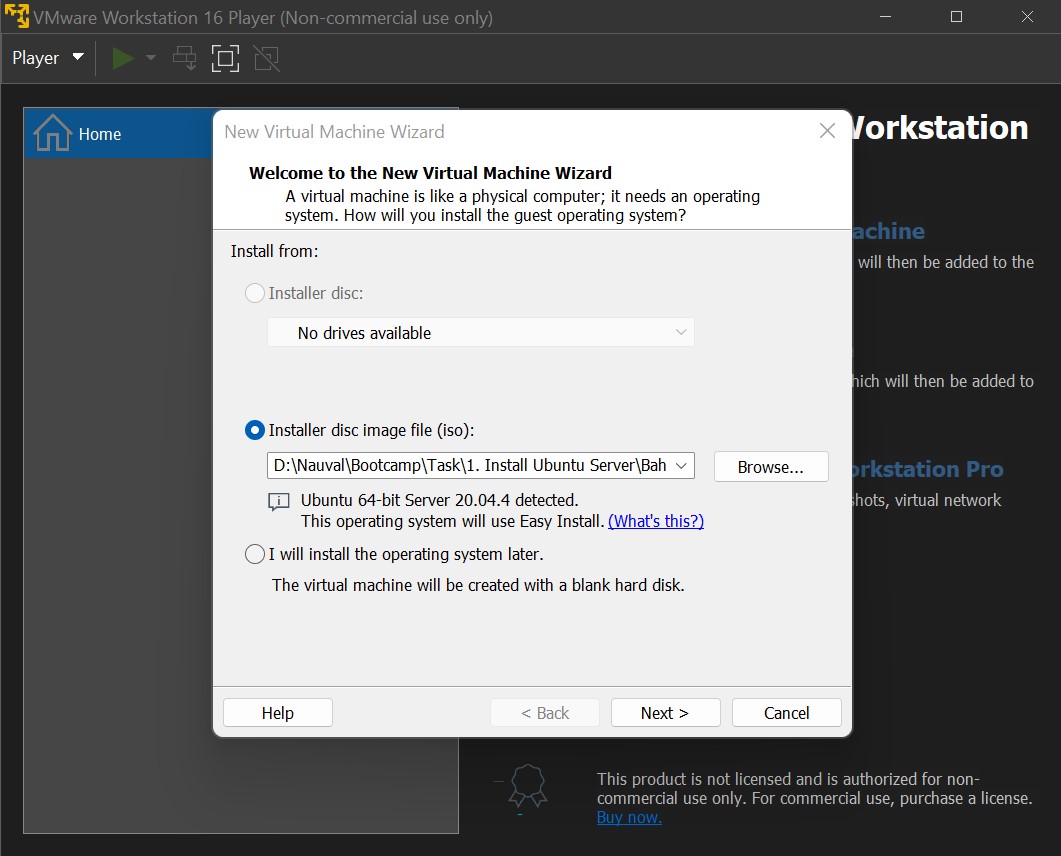 VMware Workstation 16 Player (Non-commercial use only)
Player
Home
New Virtual Machine Wizard
Welcome to the New Virtual Machine Wizard
A virtual machine is like a physical computer; it needs an operating
system. How will you install the guest operating system?
Install from:
Installer disc:
No drives available
Installer disc image file (iso):
D:\Nauval\Bootcamp\Task\1. Install Ubuntu Server\Bah
Browse...
Ubuntu 64-bit Server 20.04.4 detected.
This operating system will use Easy Install. (What's this?)
I will install the operating system later.
The virtual machine will be created with a blank hard disk.
Help
< Back
Next >
Cancel
will then be added to the
will then be added to
shots, virtual network
Pro
This product is not licensed and is authorized for non-
commercial use only. For commercial use, purchase a license.
Buy now.